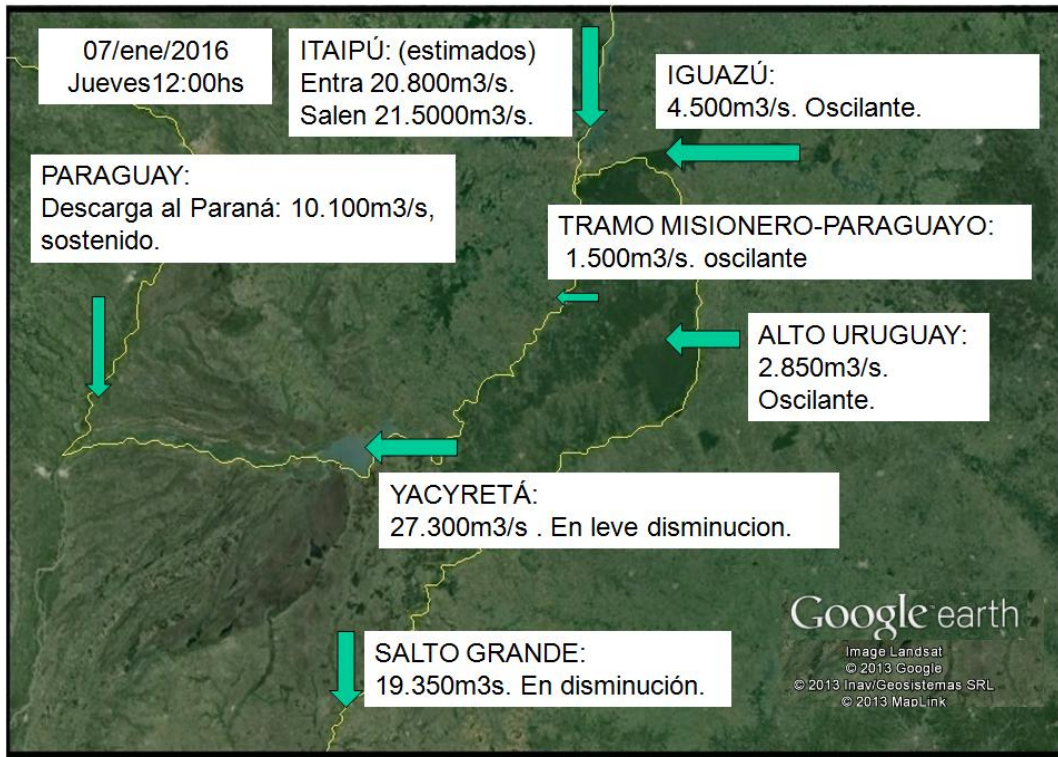 07/ene/2016
Jueves12:00hs
ITAIPÚ: (estimados)
Entra 20.800m3/s.
Salen 21.5000m3/s.
IGUAZÚ:
4.500m3/s. Oscilante.
PARAGUAY:
Descarga al Paraná: 10.100m3/s,
sostenido.
TRAMO MISIONERO-PARAGUAYO:
1.500m3/s. oscilante
ALTO URUGUAY:
2.850m3/s.
Oscilante.
YACYRETÁ:
27.300m3/s . En leve disminucion.
SALTO GRANDE:
19.350m3s. En disminución.
Google earth
Image Landsat
© 2013 Google
© 2013 Inav/Geosistemas SRL
© 2013 MapLink